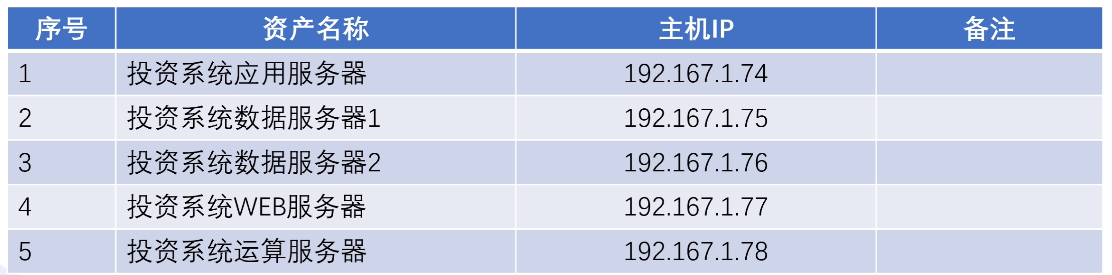 序号 资产名称 主机IP 备注
1 投资系统应用服务器 192.167.1.74
2 投资系统数据服务器1 192.167.1.75
3 投资系统数据服务器2 192.167.1.76
4 投资系统WEB服务器 192.167.1.77
5 投资系统运算服务器 192.167.1.78